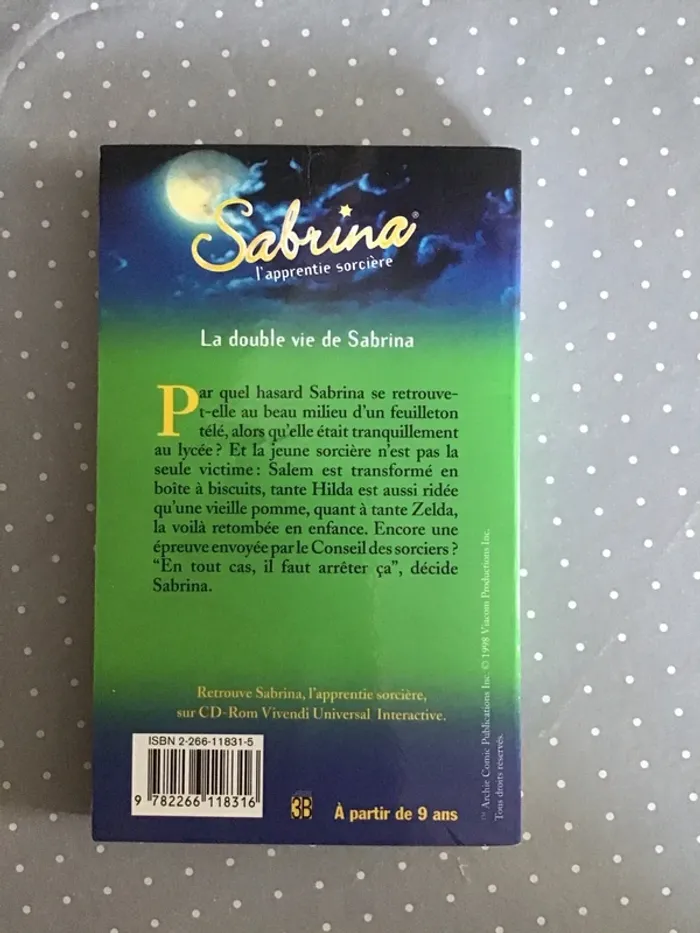 Sabrina®
l'apprentie sorcière
La double vie de Sabrina
Par quel hasard Sabrina se retrouve-
t-elle au beau milieu d'un feuilleton
télé, alors qu'elle était tranquillement
au lycée ? Et la jeune sorcière n'est pas la
seule victime : Salem est transformé en
boîte à biscuits, tante Hilda est aussi ridée
qu'une vieille pomme, quant à tante Zelda,
la voilà retombée en enfance. Encore une
épreuve envoyée par le Conseil des sorciers ?
"En tout cas, il faut arrêter ça", décide
Sabrina.
Retrouve Sabrina, l'apprentie sorcière,
sur CD-Rom Vivendi Universal Interactive.
ISBN 2-266-11831-5
9 782266 118316
3B
À partir de 9 ans
™ Archie Comic Publications Inc. © 1998 Viacom Productions Inc.
Tous droits réservés.